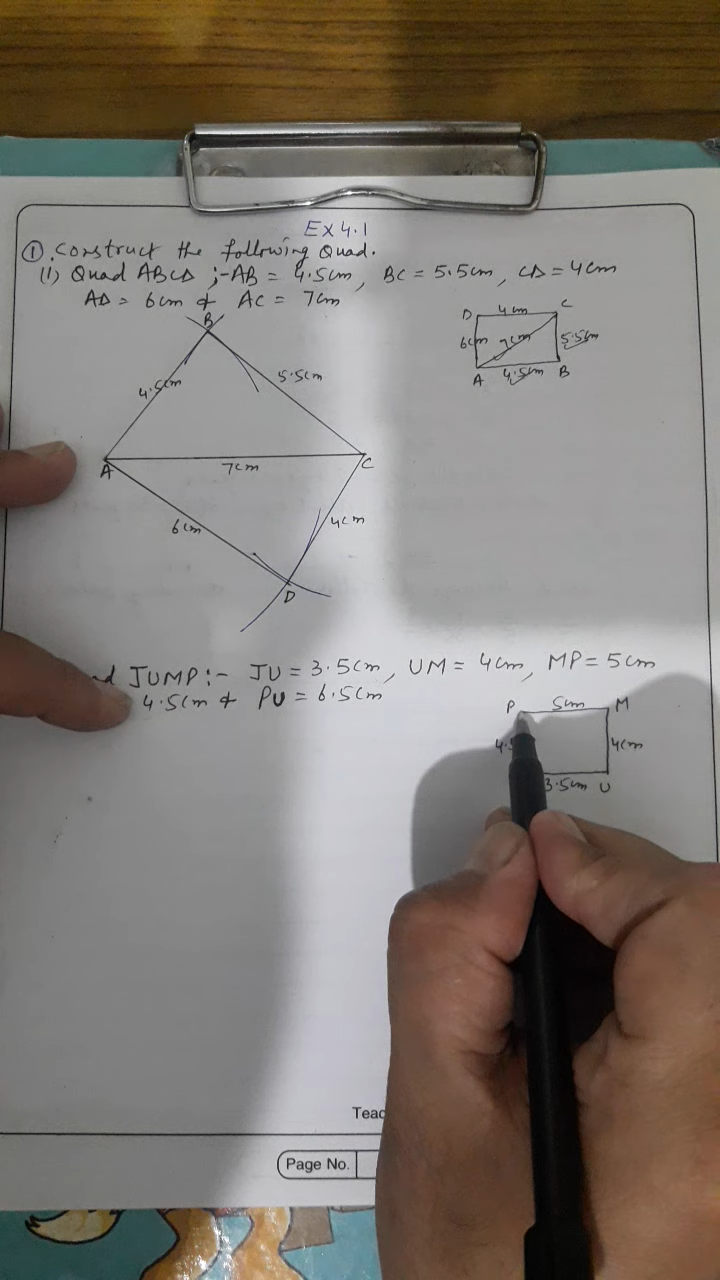 Ex 4.1
① Construct the following Quad.
(1) Quad ABCD ;- AB = 4.5cm, BC = 5.5cm, CD = 4cm
AD = 6cm & AC = 7cm
D 4cm C
6cm 7cm 5.5cm
A 4.5cm B
B
4.5cm 5.5cm
A 7cm C
6cm 4cm
D
JUMP :- JU = 3.5cm, UM = 4cm, MP = 5cm
4.5cm & PU = 6.5cm
P 5cm M
4cm
3.5cm U
Page No.